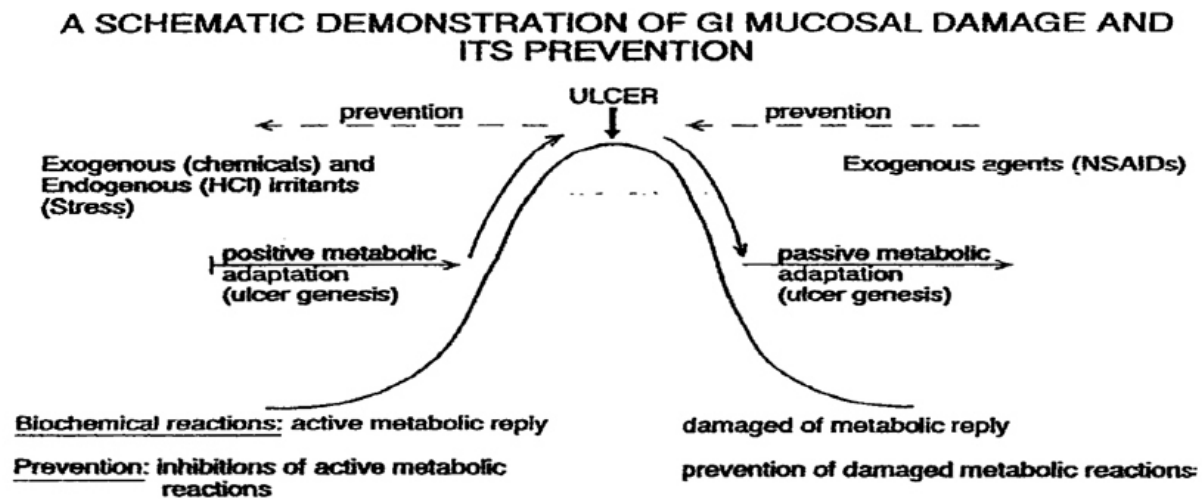 A SCHEMATIC DEMONSTRATION OF GI MUCOSAL DAMAGE AND
ITS PREVENTION
ULCER
prevention
prevention
Exogenous (chemicals) and
Endogenous (HCl) irritants
(Stress)
Exogenous agents (NSAIDs)
positive metabolic
adaptation
(ulcer genesis)
passive metabolic
adaptation
(ulcer genesis)
Biochemical reactions: active metabolic reply
damaged of metabolic reply
Prevention: inhibitions of active metabolic
reactions
prevention of damaged metabolic reactions